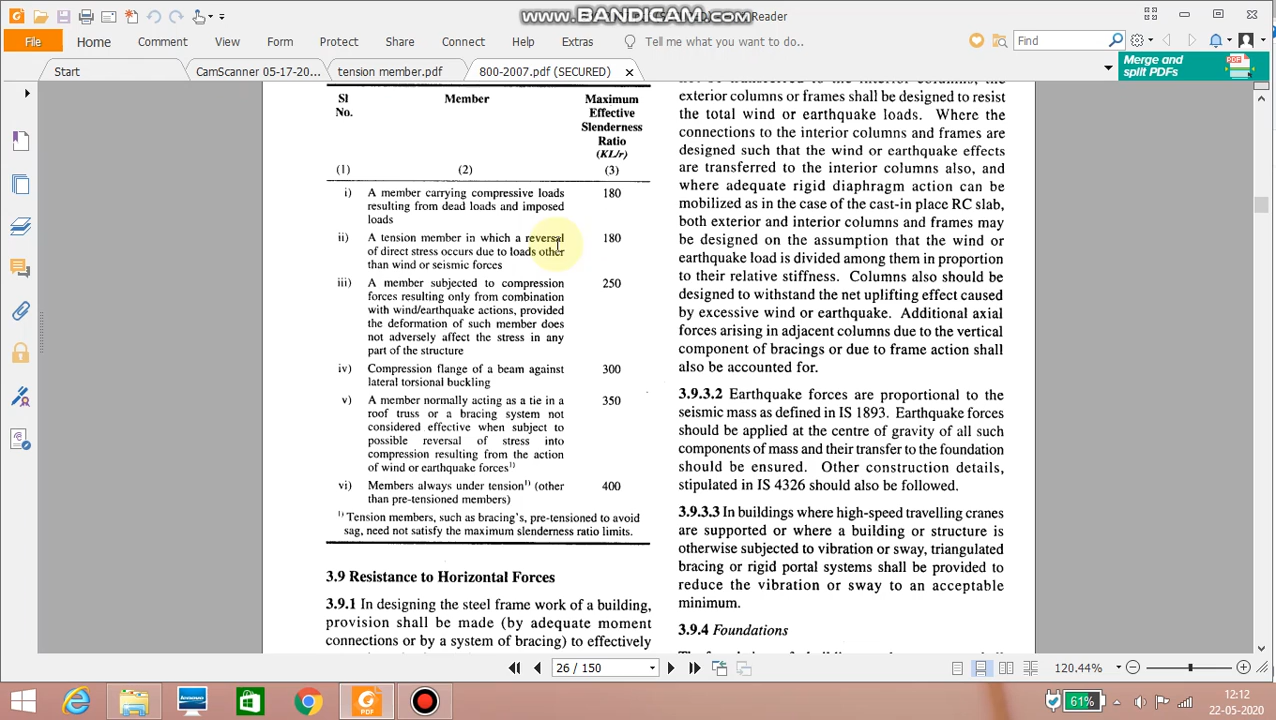 www.BANDICAM.com
Reader
File
Home
Comment
View
Form
Protect
Share
Connect
Help
Extras
Tell me what you want to do..
Find
Start
CamScanner 05-17-20...
tension member.pdf
800-2007.pdf (SECURED)
Merge and
split PDFs
PDF
Sl
No.
Member
Maximum
Effective
Slenderness
Ratio
(KL/r)
(1)
(2)
(3)
i) A member carrying compressive loads 180
resulting from dead loads and imposed
loads
ii) A tension member in which a reversal 180
of direct stress occurs due to loads other
than wind or seismic forces
iii) A member subjected to compression 250
forces resulting only from combination
with wind/earthquake actions, provided
the deformation of such member does
not adversely affect the stress in any
part of the structure
iv) Compression flange of a beam against 300
lateral torsional buckling
v) A member normally acting as a tie in a 350
roof truss or a bracing system not
considered effective when subject to
possible reversal of stress into
compression resulting from the action
of wind or earthquake forces1)
vi) Members always under tension1) (other 400
than pre-tensioned members)
1) Tension members, such as bracing's, pre-tensioned to avoid
sag, need not satisfy the maximum slenderness ratio limits.
3.9 Resistance to Horizontal Forces
3.9.1 In designing the steel frame work of a building,
provision shall be made (by adequate moment
connections or by a system of bracing) to effectively
exterior columns or frames shall be designed to resist
the total wind or earthquake loads. Where the
connections to the interior columns and frames are
designed such that the wind or earthquake effects
are transferred to the interior columns also, and
where adequate rigid diaphragm action can be
mobilized as in the case of the cast-in place RC slab,
both exterior and interior columns and frames may
be designed on the assumption that the wind or
earthquake load is divided among them in proportion
to their relative stiffness. Columns also should be
designed to withstand the net uplifting effect caused
by excessive wind or earthquake. Additional axial
forces arising in adjacent columns due to the vertical
component of bracings or due to frame action shall
also be accounted for.
3.9.3.2 Earthquake forces are proportional to the
seismic mass as defined in IS 1893. Earthquake forces
should be applied at the centre of gravity of all such
components of mass and their transfer to the foundation
should be ensured. Other construction details,
stipulated in IS 4326 should also be followed.
3.9.3.3 In buildings where high-speed travelling cranes
are supported or where a building or structure is
otherwise subjected to vibration or sway, triangulated
bracing or rigid portal systems shall be provided to
reduce the vibration or sway to an acceptable
minimum.
3.9.4 Foundations
26 / 150
120.44%
61%
12:12
22-05-2020